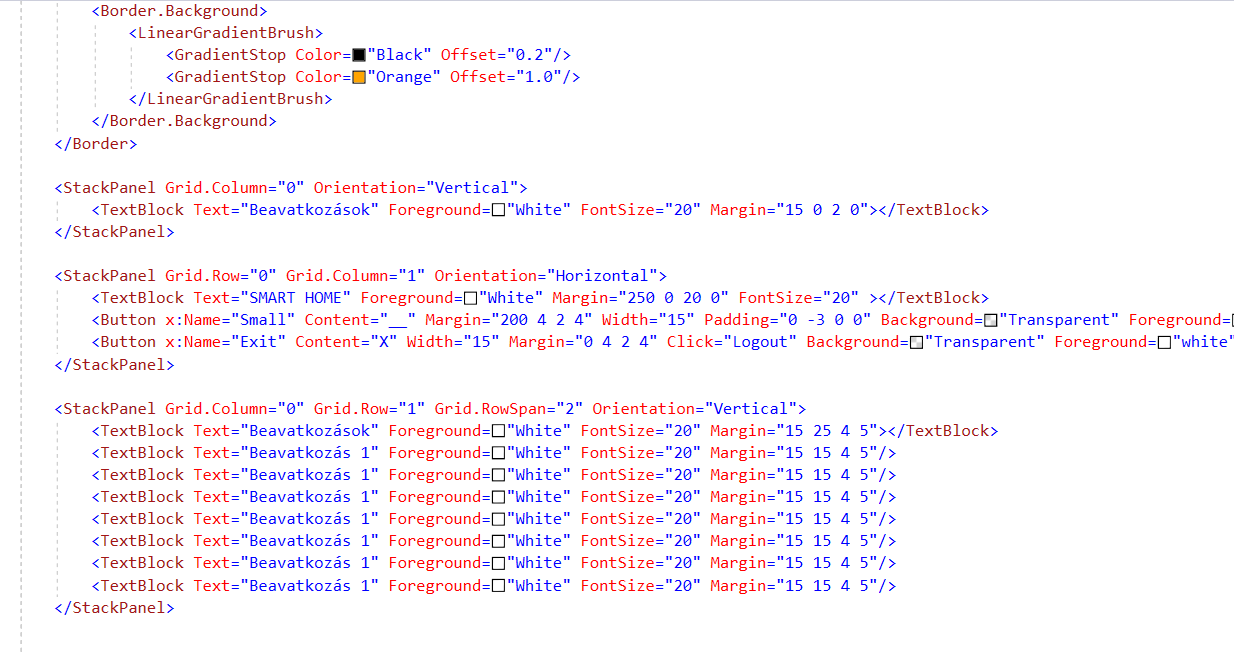 <Border.Background>
<LinearGradientBrush>
<GradientStop Color="Black" Offset="0.2"/>
<GradientStop Color="Orange" Offset="1.0"/>
</LinearGradientBrush>
</Border.Background>
</Border>
<StackPanel Grid.Column="0" Orientation="Vertical">
<TextBlock Text="Beavatkozások" Foreground="White" FontSize="20" Margin="15 0 2 0"></TextBlock>
</StackPanel>
<StackPanel Grid.Row="0" Grid.Column="1" Orientation="Horizontal">
<TextBlock Text="SMART HOME" Foreground="White" Margin="250 0 20 0" FontSize="20" ></TextBlock>
<Button x:Name="Small" Content="__" Margin="200 4 2 4" Width="15" Padding="0 -3 0 0" Background="Transparent" Foreground=
<Button x:Name="Exit" Content="X" Width="15" Margin="0 4 2 4" Click="Logout" Background="Transparent" Foreground="white"
</StackPanel>
<StackPanel Grid.Column="0" Grid.Row="1" Grid.RowSpan="2" Orientation="Vertical">
<TextBlock Text="Beavatkozások" Foreground="White" FontSize="20" Margin="15 25 4 5"></TextBlock>
<TextBlock Text="Beavatkozás 1" Foreground="White" FontSize="20" Margin="15 15 4 5"/>
<TextBlock Text="Beavatkozás 1" Foreground="White" FontSize="20" Margin="15 15 4 5"/>
<TextBlock Text="Beavatkozás 1" Foreground="White" FontSize="20" Margin="15 15 4 5"/>
<TextBlock Text="Beavatkozás 1" Foreground="White" FontSize="20" Margin="15 15 4 5"/>
<TextBlock Text="Beavatkozás 1" Foreground="White" FontSize="20" Margin="15 15 4 5"/>
<TextBlock Text="Beavatkozás 1" Foreground="White" FontSize="20" Margin="15 15 4 5"/>
<TextBlock Text="Beavatkozás 1" Foreground="White" FontSize="20" Margin="15 15 4 5"/>
</StackPanel>